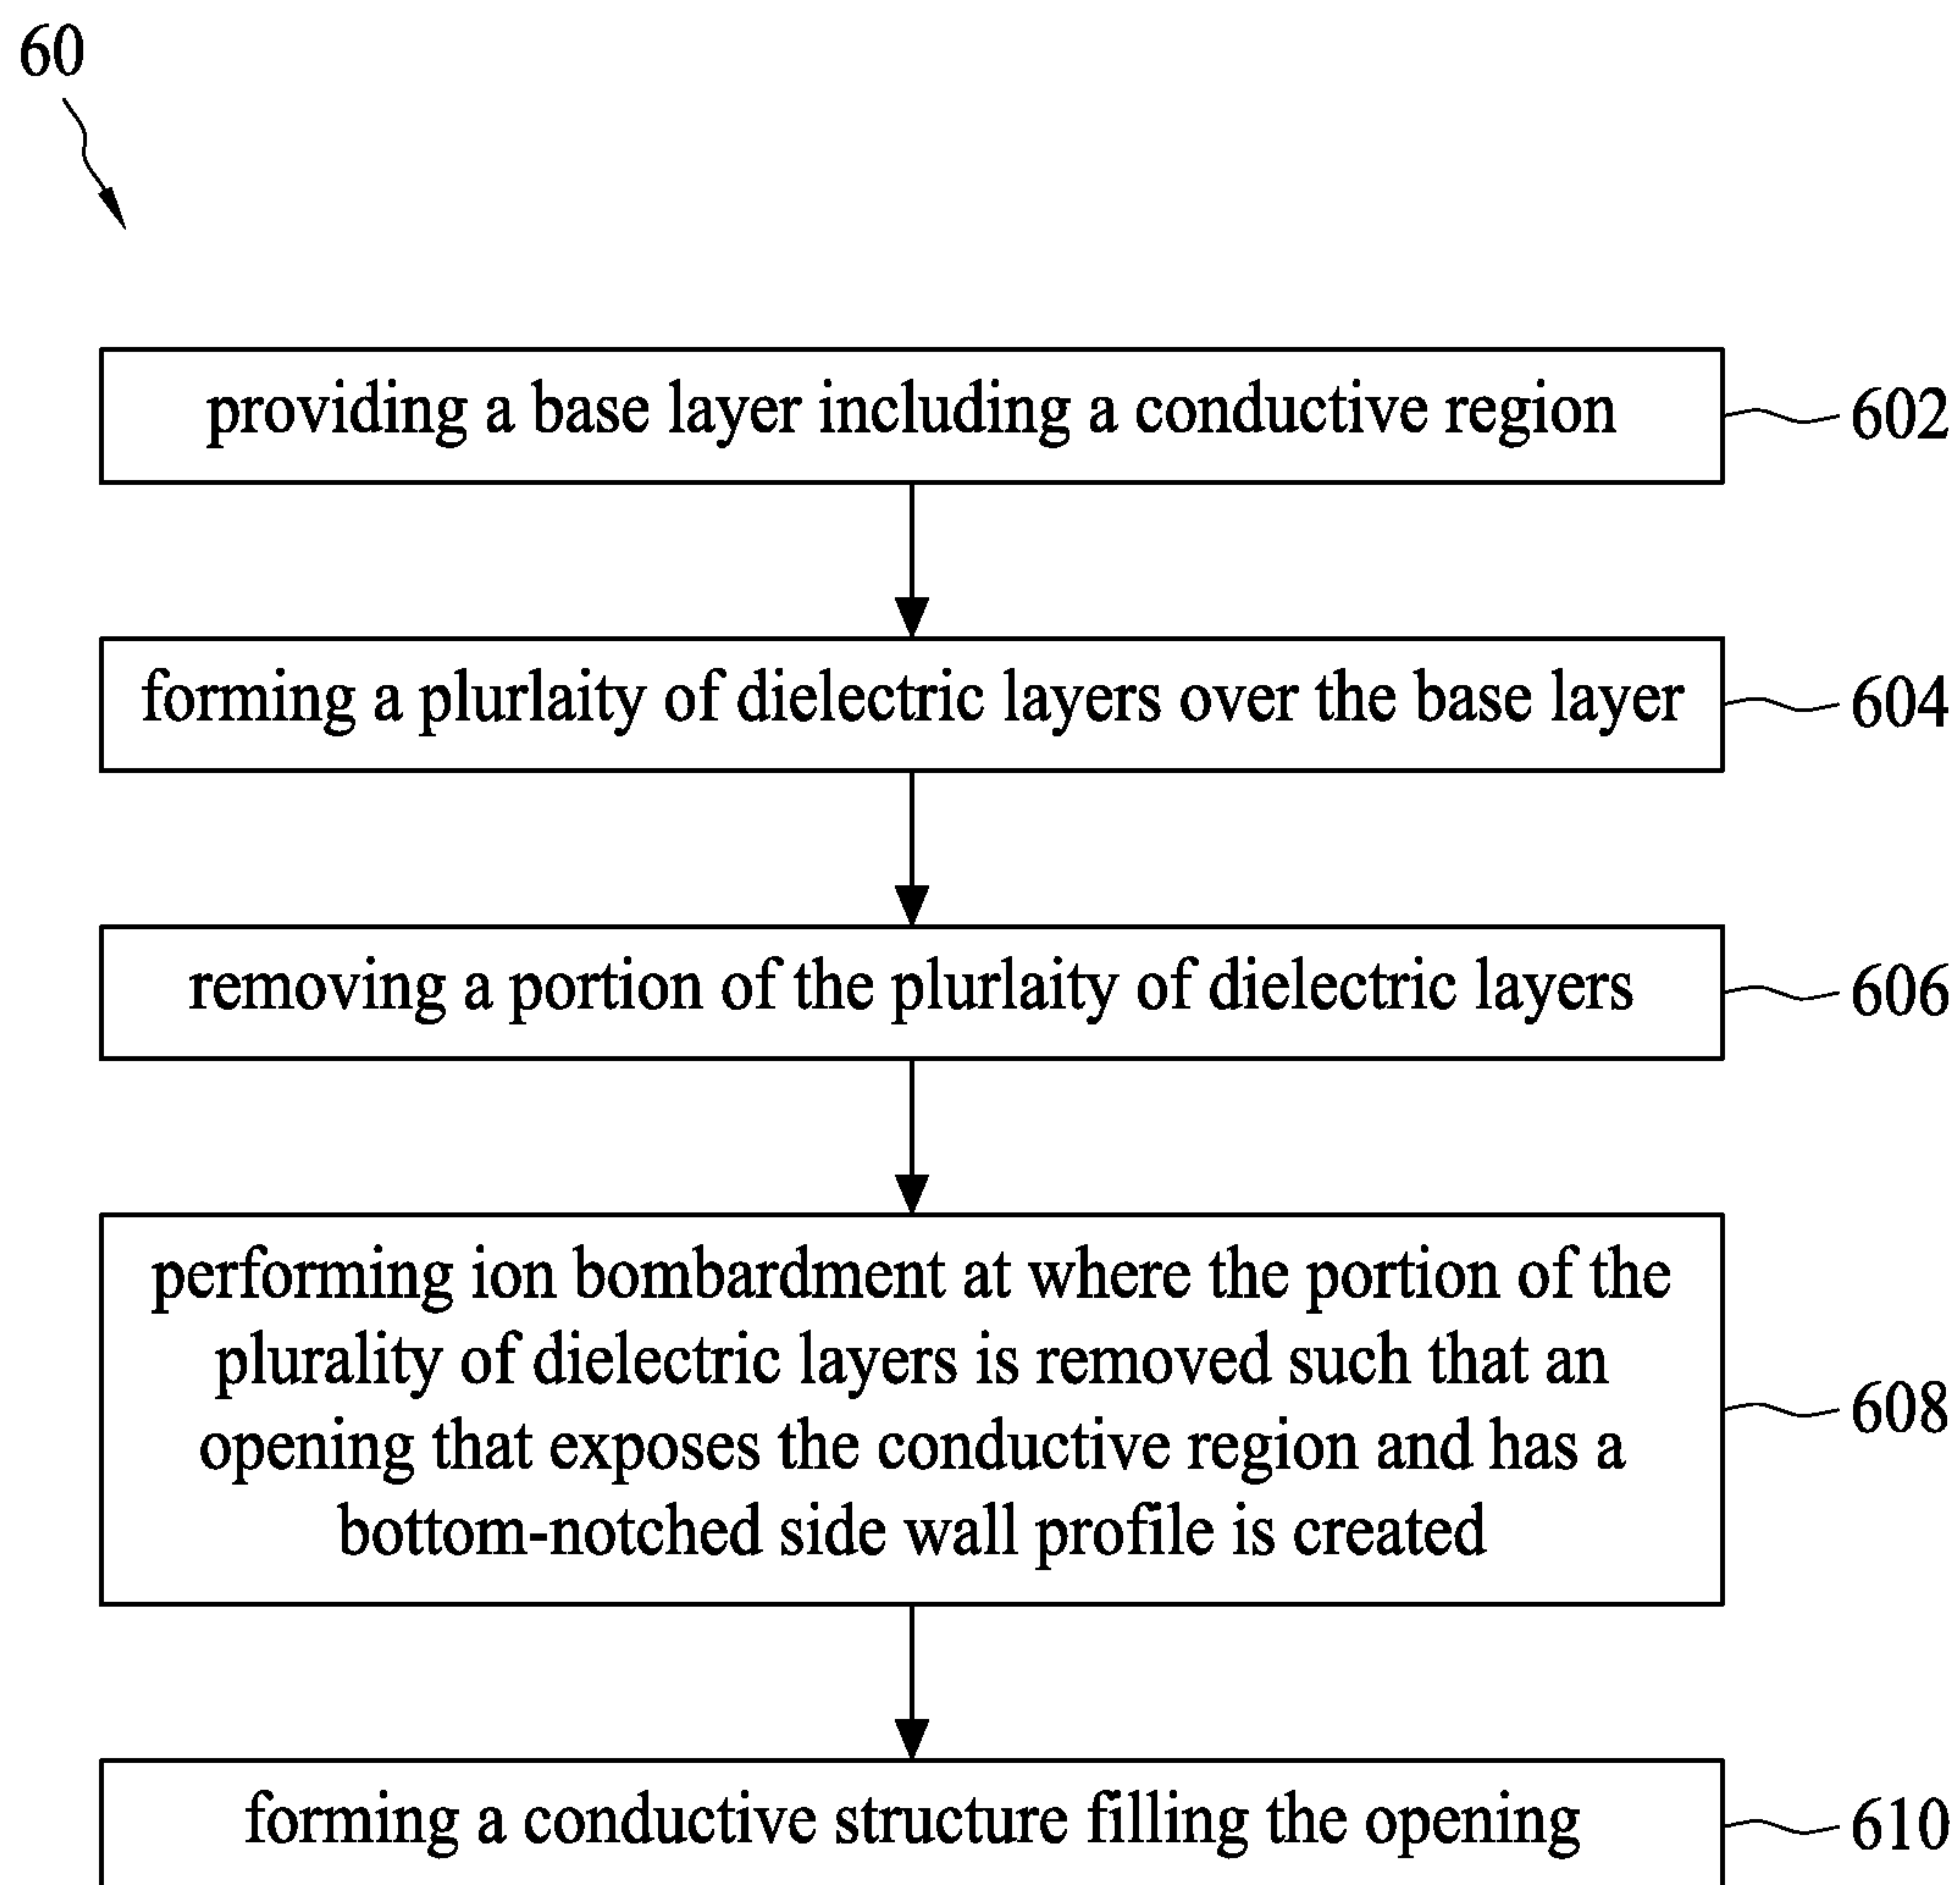 60
providing a base layer including a conductive region
602
forming a plurlaity of dielectric layers over the base layer
604
removing a portion of the plurlaity of dielectric layers
606
performing ion bombardment at where the portion of the
plurality of dielectric layers is removed such that an
opening that exposes the conductive region and has a
bottom-notched side wall profile is created
608
forming a conductive structure filling the opening
610